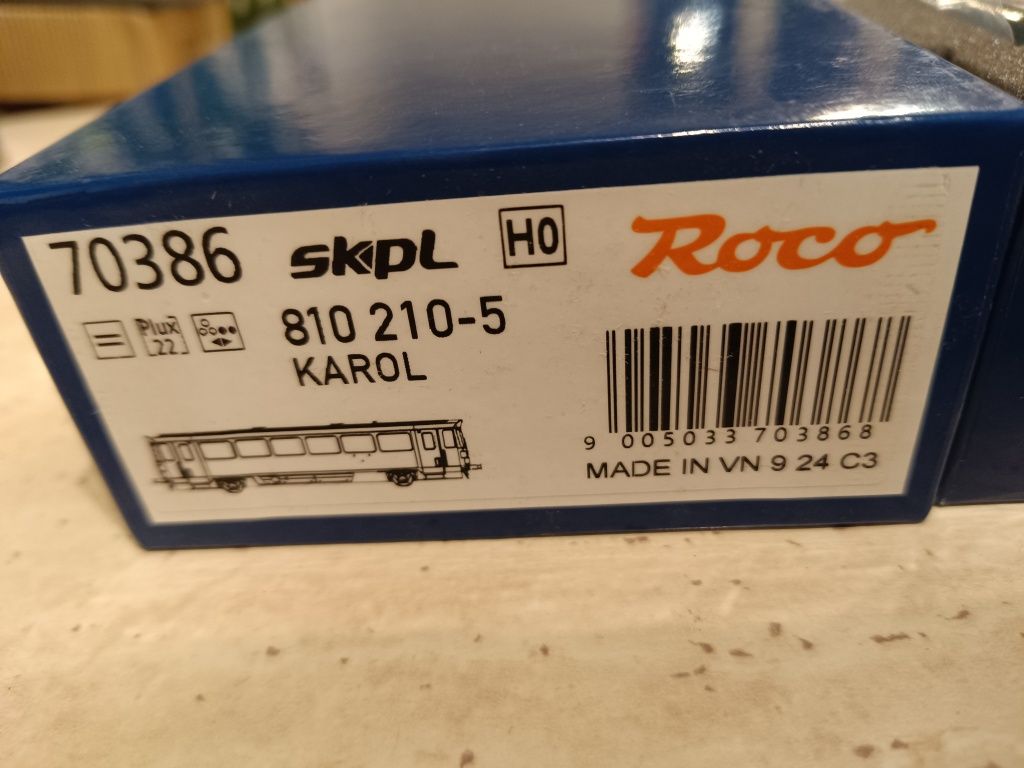 70386 SKPL H0 Roco
= Plux
22
810 210-5
KAROL
9 005033 703868
MADE IN VN 9 24 C3